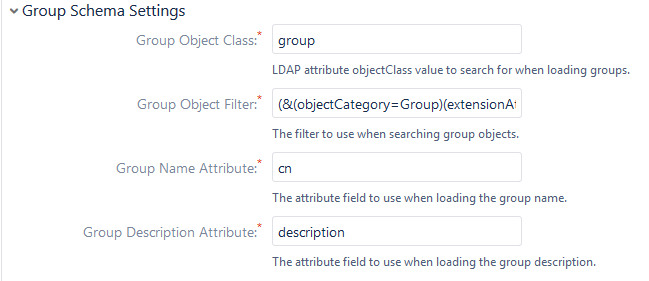 Group Schema Settings
Group Object Class:* group
LDAP attribute objectClass value to search for when loading groups.
Group Object Filter:* (&(objectCategory=Group)(extensionAt
The filter to use when searching group objects.
Group Name Attribute:* cn
The attribute field to use when loading the group name.
Group Description Attribute:* description
The attribute field to use when loading the group description.